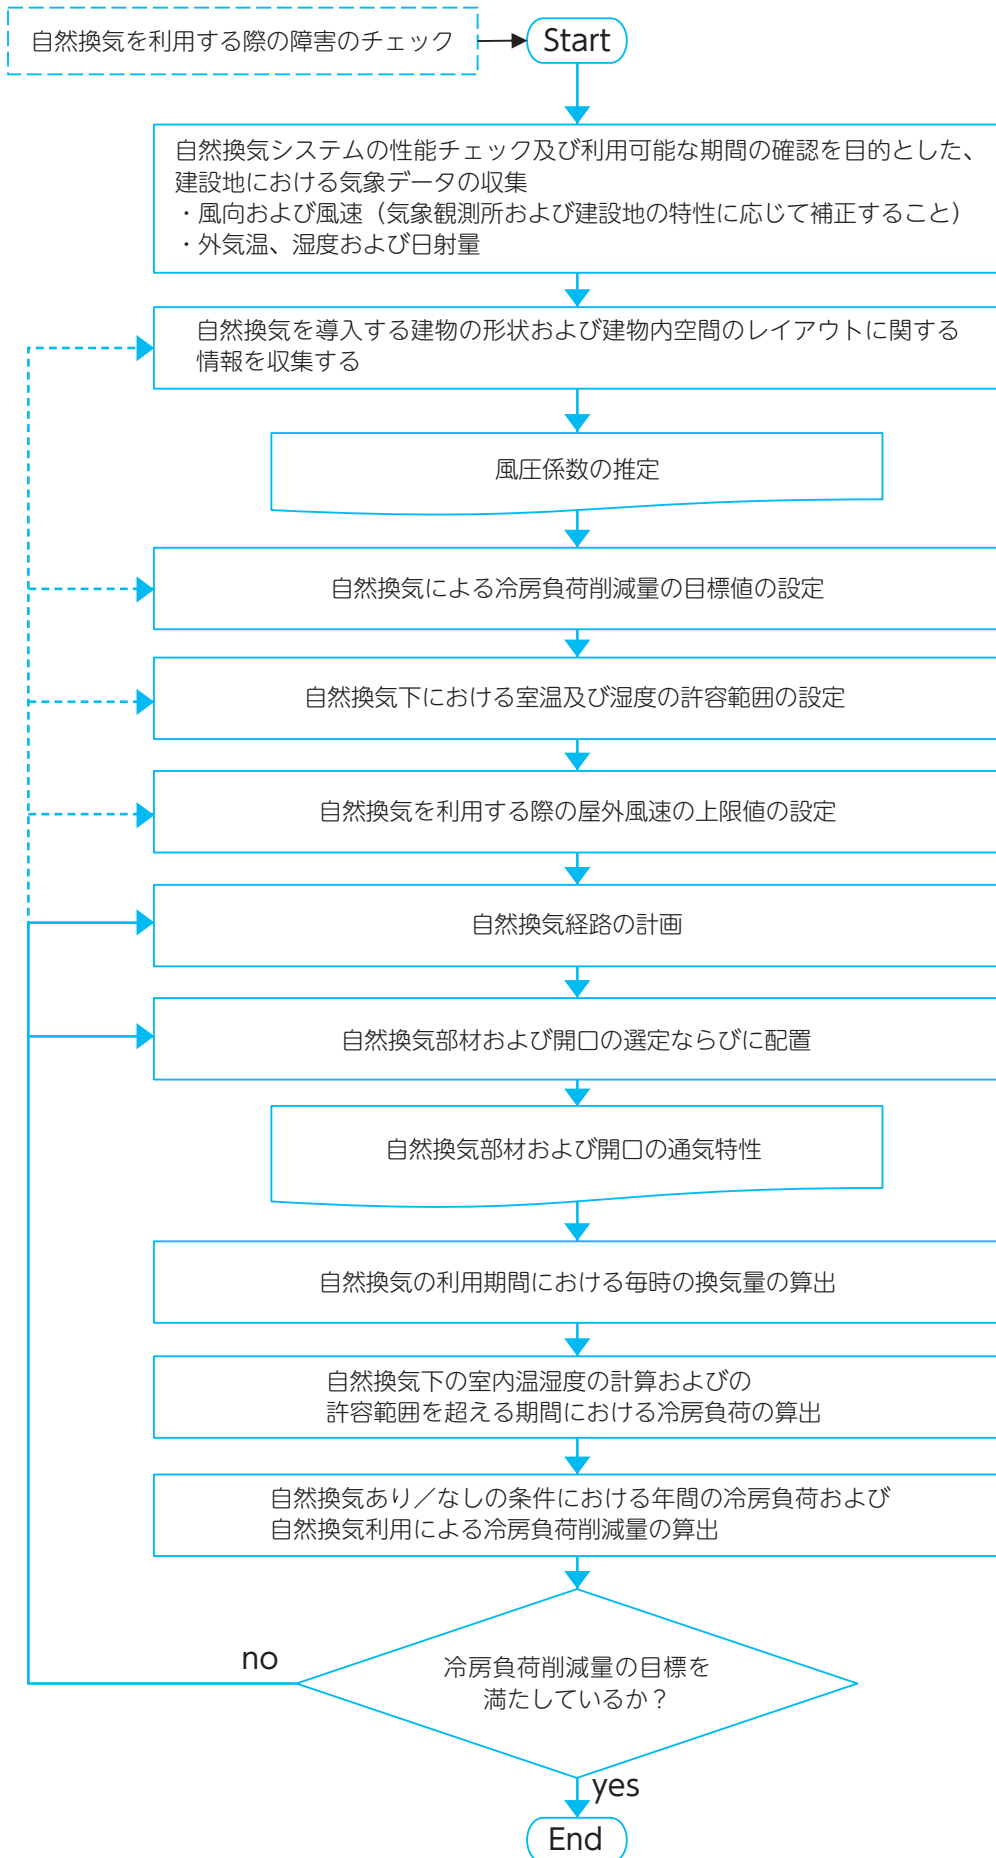 自然換気を利用する際の障害のチェック
Start
自然換気システムの性能チェック及び利用可能な期間の確認を目的とした、
建設地における気象データの収集
・風向および風速（気象観測所および建設地の特性に応じて補正すること）
・外気温、湿度および日射量
自然換気を導入する建物の形状および建物内空間のレイアウトに関する
情報を収集する
風圧係数の推定
自然換気による冷房負荷削減量の目標値の設定
自然換気下における室温及び湿度の許容範囲の設定
自然換気を利用する際の屋外風速の上限値の設定
自然換気経路の計画
自然換気部材および開口の選定ならびに配置
自然換気部材および開口の通気特性
自然換気の利用期間における毎時の換気量の算出
自然換気下の室内温湿度の計算およびの
許容範囲を超える期間における冷房負荷の算出
自然換気あり／なしの条件における年間の冷房負荷および
自然換気利用による冷房負荷削減量の算出
no
冷房負荷削減量の目標を
満たしているか？
yes
End